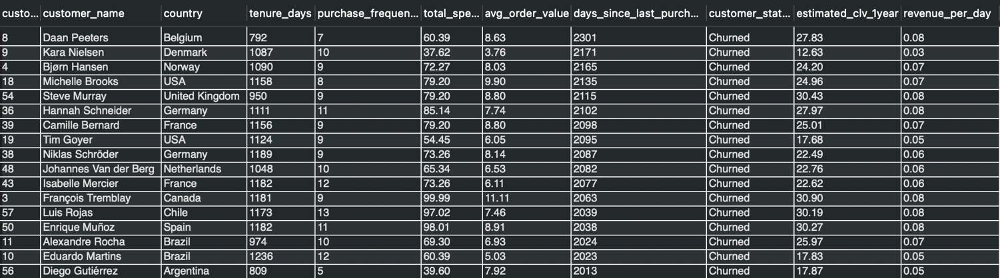 custo... customer_name country tenure_days purchase_frequen... total_spe... avg_order_value days_since_last_purch... customer_stat... estimated_clv_1year revenue_per_day
8 Daan Peeters Belgium 792 7 60.39 8.63 2301 Churned 27.83 0.08
9 Kara Nielsen Denmark 1087 10 37.62 3.76 2171 Churned 12.63 0.03
4 Bjørn Hansen Norway 1090 9 72.27 8.03 2165 Churned 24.20 0.07
18 Michelle Brooks USA 1158 8 79.20 9.90 2135 Churned 24.96 0.07
54 Steve Murray United Kingdom 950 9 79.20 8.80 2115 Churned 30.43 0.08
36 Hannah Schneider Germany 1111 11 85.14 7.74 2102 Churned 27.97 0.08
39 Camille Bernard France 1156 9 79.20 8.80 2098 Churned 25.01 0.07
19 Tim Goyer USA 1124 9 54.45 6.05 2095 Churned 17.68 0.05
38 Niklas Schröder Germany 1189 9 73.26 8.14 2087 Churned 22.49 0.06
48 Johannes Van der Berg Netherlands 1048 10 65.34 6.53 2082 Churned 22.76 0.06
43 Isabelle Mercier France 1182 12 73.26 6.11 2077 Churned 22.62 0.06
3 François Tremblay Canada 1181 9 99.99 11.11 2063 Churned 30.90 0.08
57 Luis Rojas Chile 1173 13 97.02 7.46 2039 Churned 30.19 0.08
50 Enrique Muñoz Spain 1182 11 98.01 8.91 2038 Churned 30.27 0.08
11 Alexandre Rocha Brazil 974 10 69.30 6.93 2024 Churned 25.97 0.07
10 Eduardo Martins Brazil 1236 12 60.39 5.03 2023 Churned 17.83 0.05
56 Diego Gutiérrez Argentina 809 5 39.60 7.92 2013 Churned 17.87 0.05